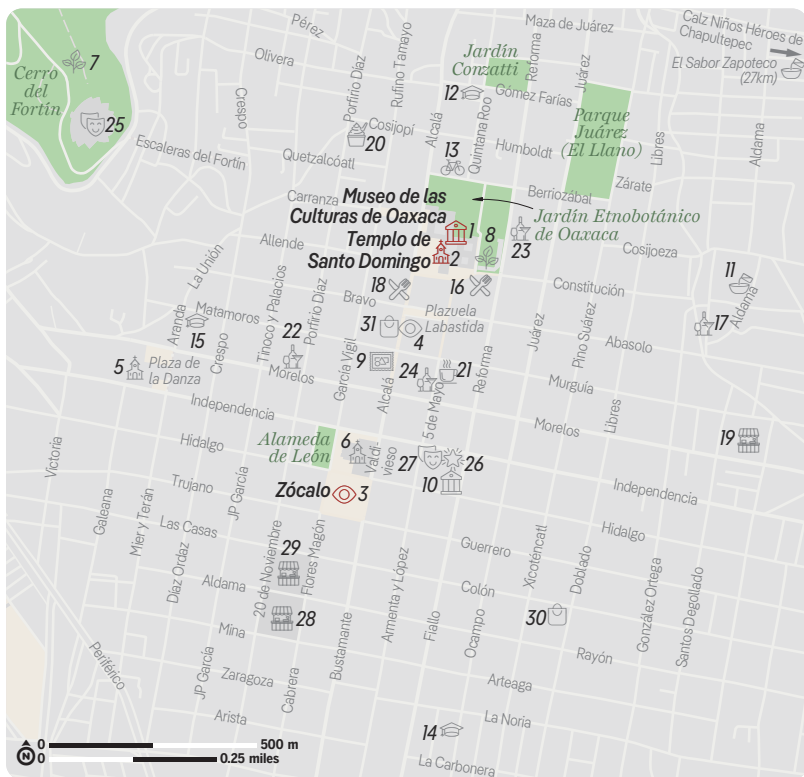 Pérez
Maza de Juárez
Calz Niños Héroes de
Chapultepec
El Sabor Zapoteco
(27km)
7
Cerro
del
Fortín
25
Olivera
Porfirio Díaz
Rufino Tamayo
Jardín
Conzatti
Reforma
Juárez
12
Gómez Farías
Crespo
Cosijopí
20
Alcalá
Quintana Roo
Parque
Juárez
(El Llano)
Libres
Aldama
Escaleras del Fortín
Quetzalcóatl
13
Humboldt
Carranza
Museo de las
Culturas de Oaxaca
1
Berriozábal
Zárate
Jardín Etnobotánico
de Oaxaca
8
23
Templo de
Santo Domingo
2
Allende
Cosijoeza
La Unión
Tinoco y Palacios
Porfirio Díaz
18
16
Constitución
11
Aldama
Bravo
Matamoros
Aranda
15
22
31
4
Plazuela
Labastida
Juárez
Pino Suárez
Abasolo
17
5
Plaza de
la Danza
Crespo
Morelos
García Vigil
9
Alcalá
24
21
5 de Mayo
Reforma
Murguía
Independencia
Morelos
Libres
19
Victoria
Hidalgo
Alameda
de León
6
Valdi-
vieso
27
26
10
Trujano
JP García
Zócalo
3
Independencia
Galeana
Mier y Terán
Las Casas
Díaz Ordaz
20 de Noviembre
29
Flores Magón
Guerrero
Xicoténcatl
Hidalgo
Aldama
28
Armenta y López
Colón
Doblado
30
González Ortega
Santos Degollado
Mina
Bustamante
Fiallo
Ocampo
Rayón
Periférico
JP García
Zaragoza
Cabrera
Arteaga
Arista
La Noria
14
La Carbonera
N
0
500 m
0
0.25 miles